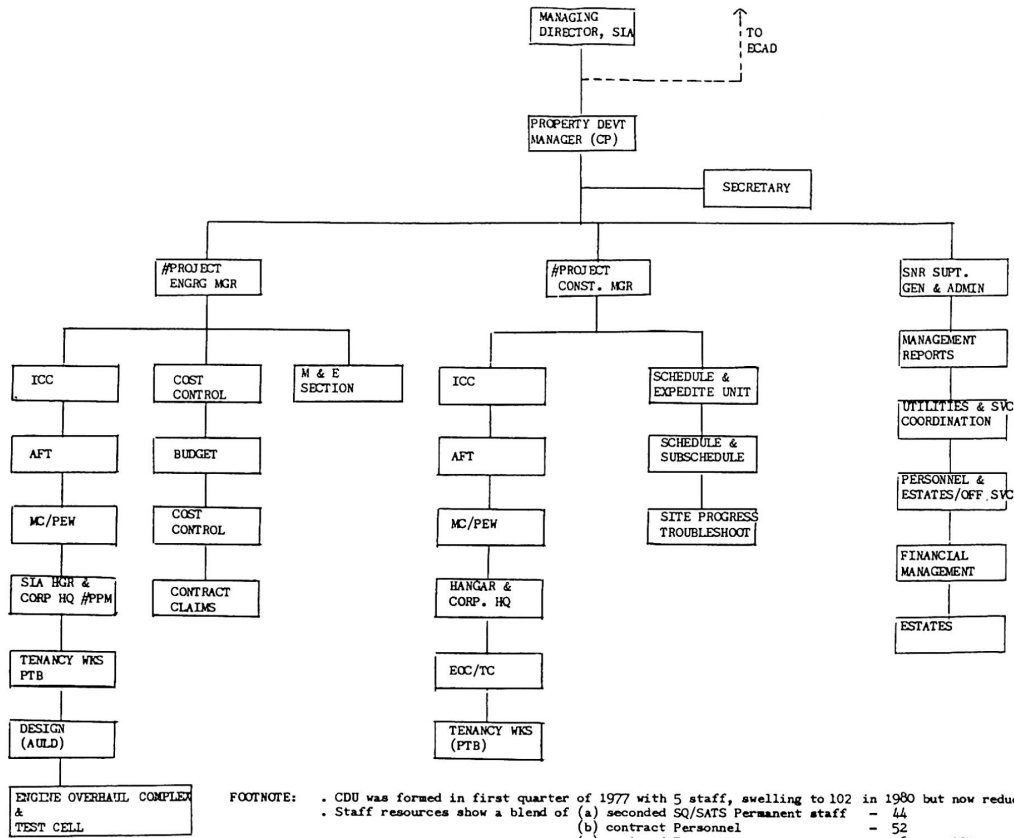 MANAGING
DIRECTOR, SIA
TO
ECAD
PROPERTY DEVT
MANAGER (CP)
SECRETARY
#PROJECT
ENGRG MGR
#PROJECT
CONST. MGR
SNR SUPT.
GEN & ADMIN
ICC
COST
CONTROL
M & E
SECTION
ICC
SCHEDULE &
EXPEDITE UNIT
MANAGEMENT
REPORTS
AFT
BUDGET
AFT
SCHEDULE &
SUBSCHEDULE
UTILITIES & SVC
COORDINATION
MC/PEW
COST
CONTROL
MC/PEW
SITE PROGRESS
TROUBLESHOOT
PERSONNEL &
ESTATES/OFF SVC
SIA HGR &
CORP HQ #PPM
CONTRACT
CLAIMS
HANGAR &
CORP. HQ
FINANCIAL
MANAGEMENT
TENANCY WKS
PTB
EOC/TC
ESTATES
DESIGN
(AULD)
TENANCY WKS
(PTB)
ENGINE OVERHAUL COMPLEX
&
TEST CELL
FOOTNOTE: . CDU was formed in first quarter of 1977 with 5 staff, swelling to 102 in 1980 but now
. Staff resources show a blend of (a) seconded SQ/SATS Permanent staff - 44
(b) contract Personnel - 52